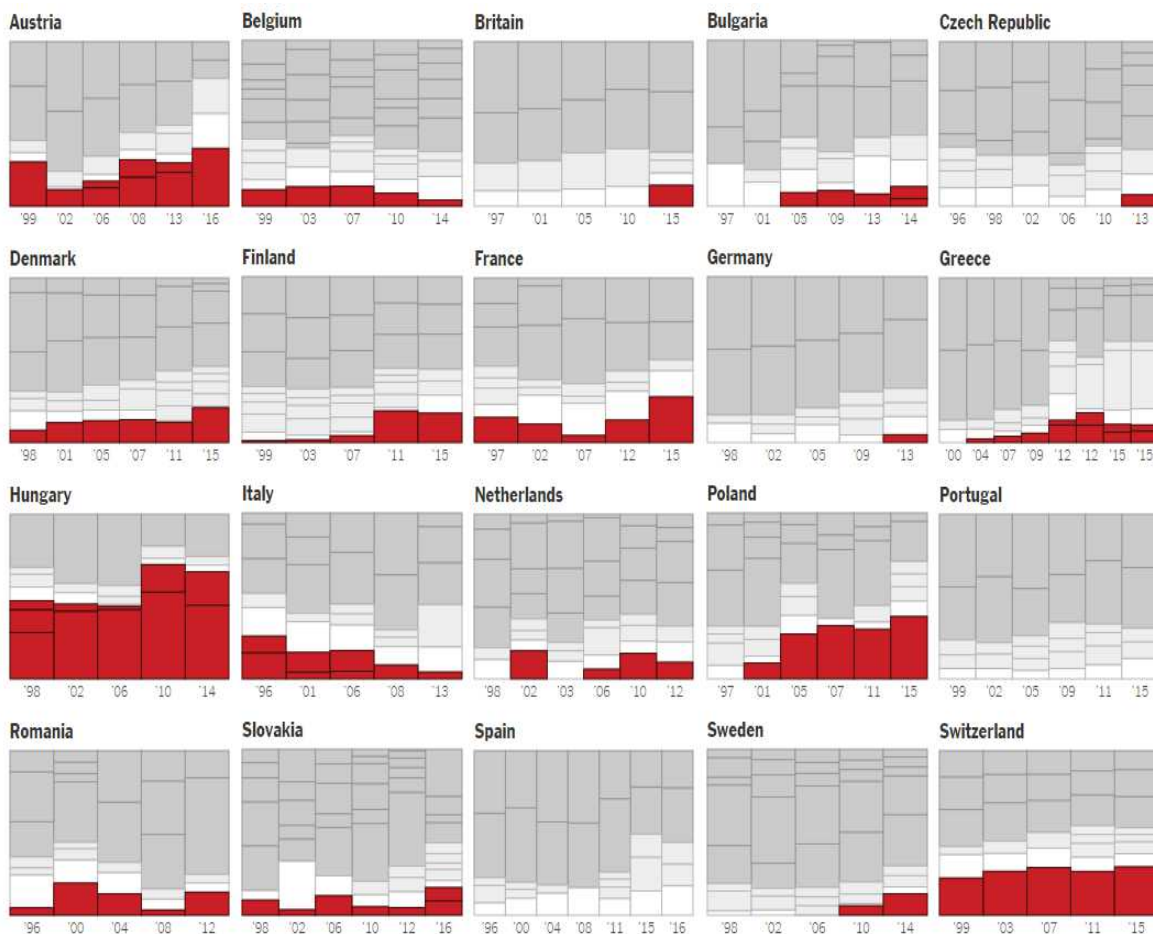 Austria Belgium Britain Bulgaria Czech Republic
'99 '02 '06 '08 '13 '16 '99 '03 '07 '10 '14 '97 '01 '05 '10 '15 '97 '01 '05 '09 '13 '14 '96 '98 '02 '06 '10 '13
Denmark Finland France Germany Greece
'98 '01 '05 '07 '11 '15 '99 '03 '07 '11 '15 '97 '02 '07 '12 '15 '98 '02 '05 '09 '13 '00 '04 '07 '09 '12 '12 '15 '15
Hungary Italy Netherlands Poland Portugal
'98 '02 '06 '10 '14 '96 '01 '06 '08 '13 '98 '02 '03 '06 '10 '12 '97 '01 '05 '07 '11 '15 '99 '02 '05 '09 '11 '15
Romania Slovakia Spain Sweden Switzerland
'96 '00 '04 '08 '12 '98 '02 '06 '10 '12 '16 '96 '00 '04 '08 '11 '15 '16 '98 '02 '06 '10 '14 '99 '03 '07 '11 '15